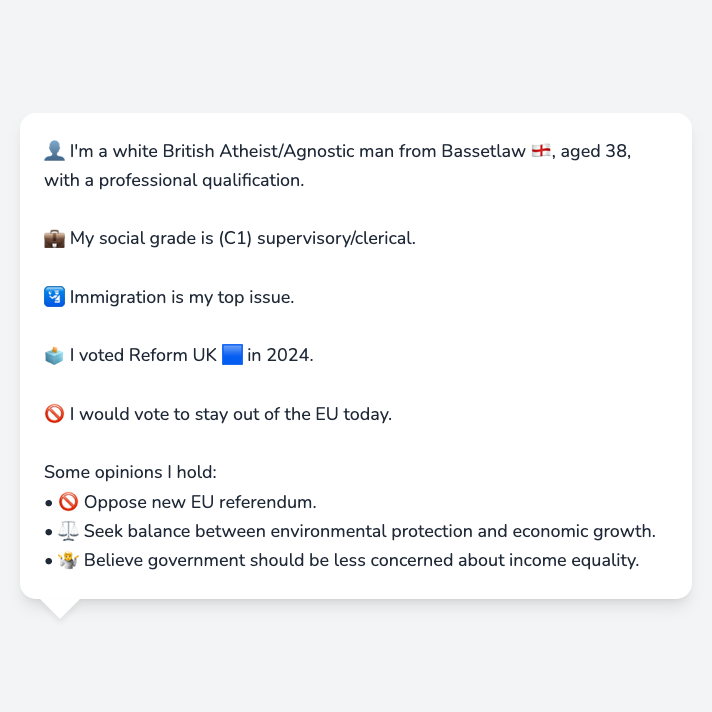 👤 I'm a white British Atheist/Agnostic man from Bassetlaw 🏴󠁧󠁢󠁥󠁮󠁧󠁿, aged 38,
with a professional qualification.
💼 My social grade is (C1) supervisory/clerical.
🛂 Immigration is my top issue.
🗳️ I voted Reform UK 🟦 in 2024.
🚫 I would vote to stay out of the EU today.
Some opinions I hold:
• 🚫 Oppose new EU referendum.
• ⚖️ Seek balance between environmental protection and economic growth.
• 🤷 Believe government should be less concerned about income equality.